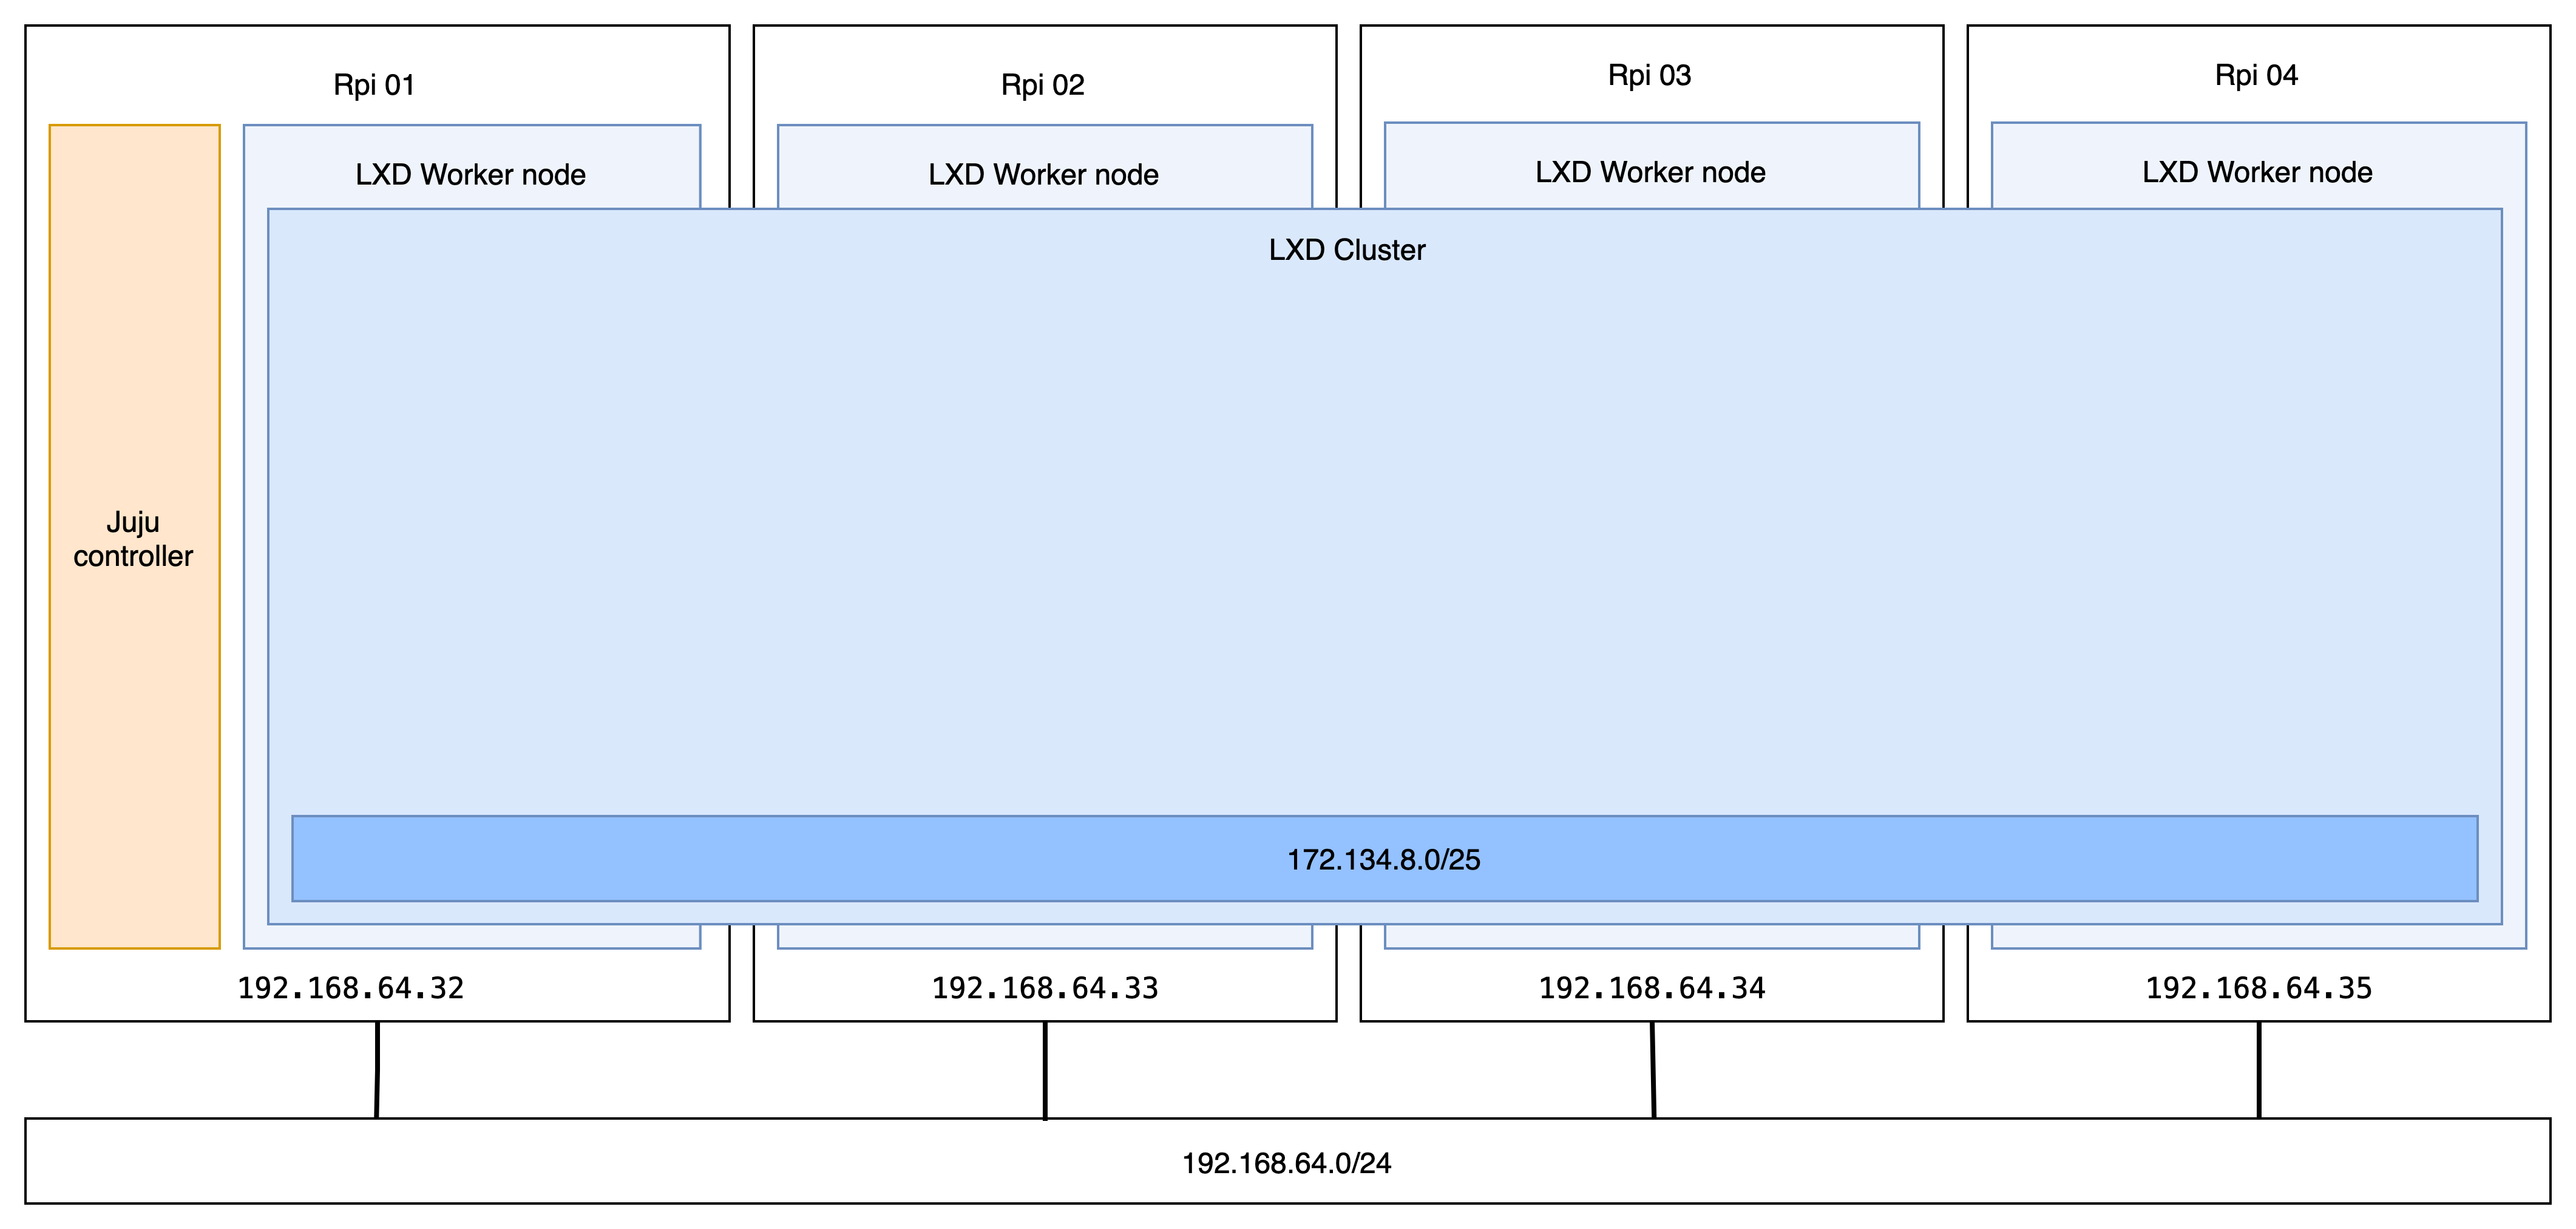 Rpi 01
Rpi 02
Rpi 03
Rpi 04
LXD Worker node
LXD Worker node
LXD Worker node
LXD Worker node
LXD Cluster
Juju
controller
172.134.8.0/25
192.168.64.32
192.168.64.33
192.168.64.34
192.168.64.35
192.168.64.0/24